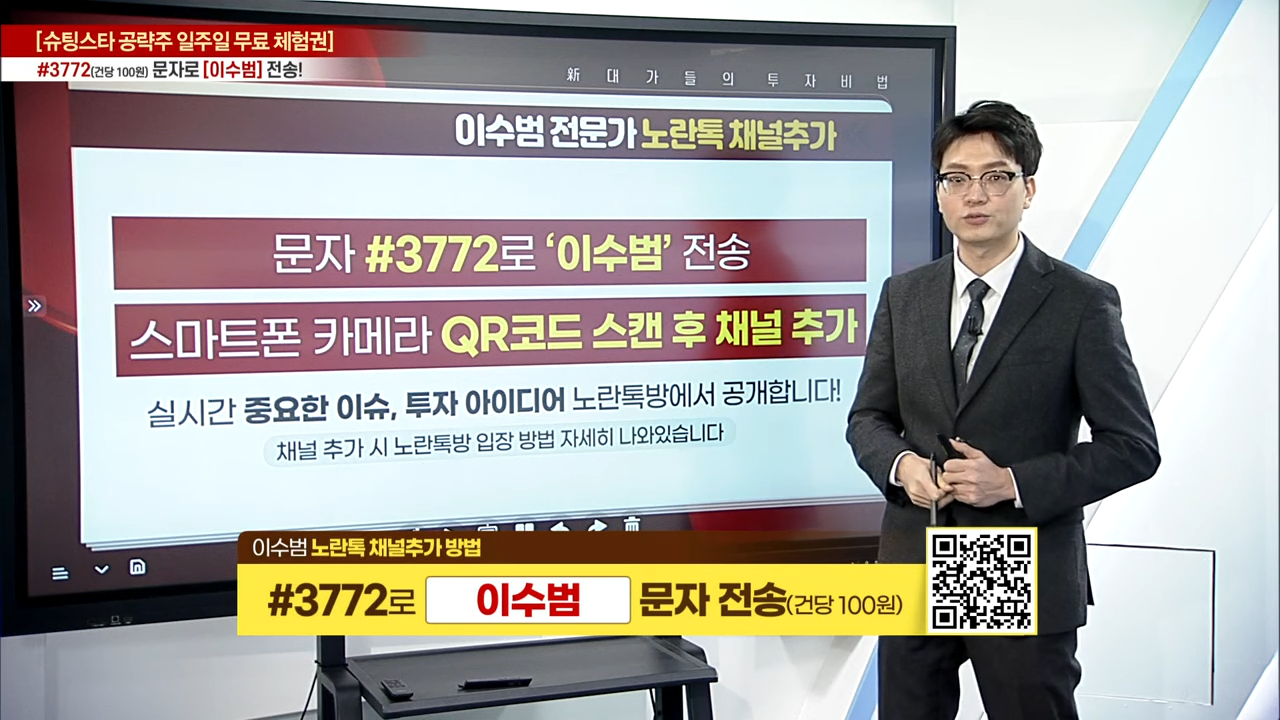 [슈팅스타 공략주 일주일 무료 체험권]
#3772(건당 100원) 문자로 [이수범] 전송!
新대가들의 투자비법
이수범 전문가 노란톡 채널추가
문자 #3772로 '이수범' 전송
스마트폰 카메라 QR코드 스캔 후 채널 추가
실시간 중요한 이슈, 투자 아이디어 노란톡방에서 공개합니다!
채널 추가 시 노란톡방 입장 방법 자세히 나와있습니다
이수범 노란톡 채널추가 방법
#3772로 이수범 문자 전송(건당 100원)